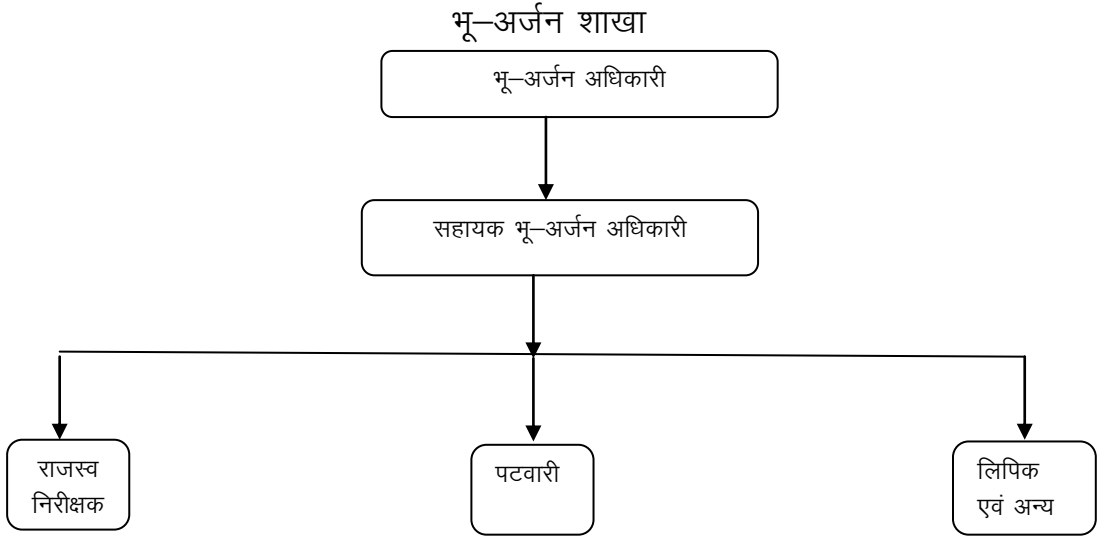 भू–अर्जन शाखा
भू–अर्जन अधिकारी
सहायक भू–अर्जन अधिकारी
राजस्व
निरीक्षक
पटवारी
लिपिक
एवं अन्य